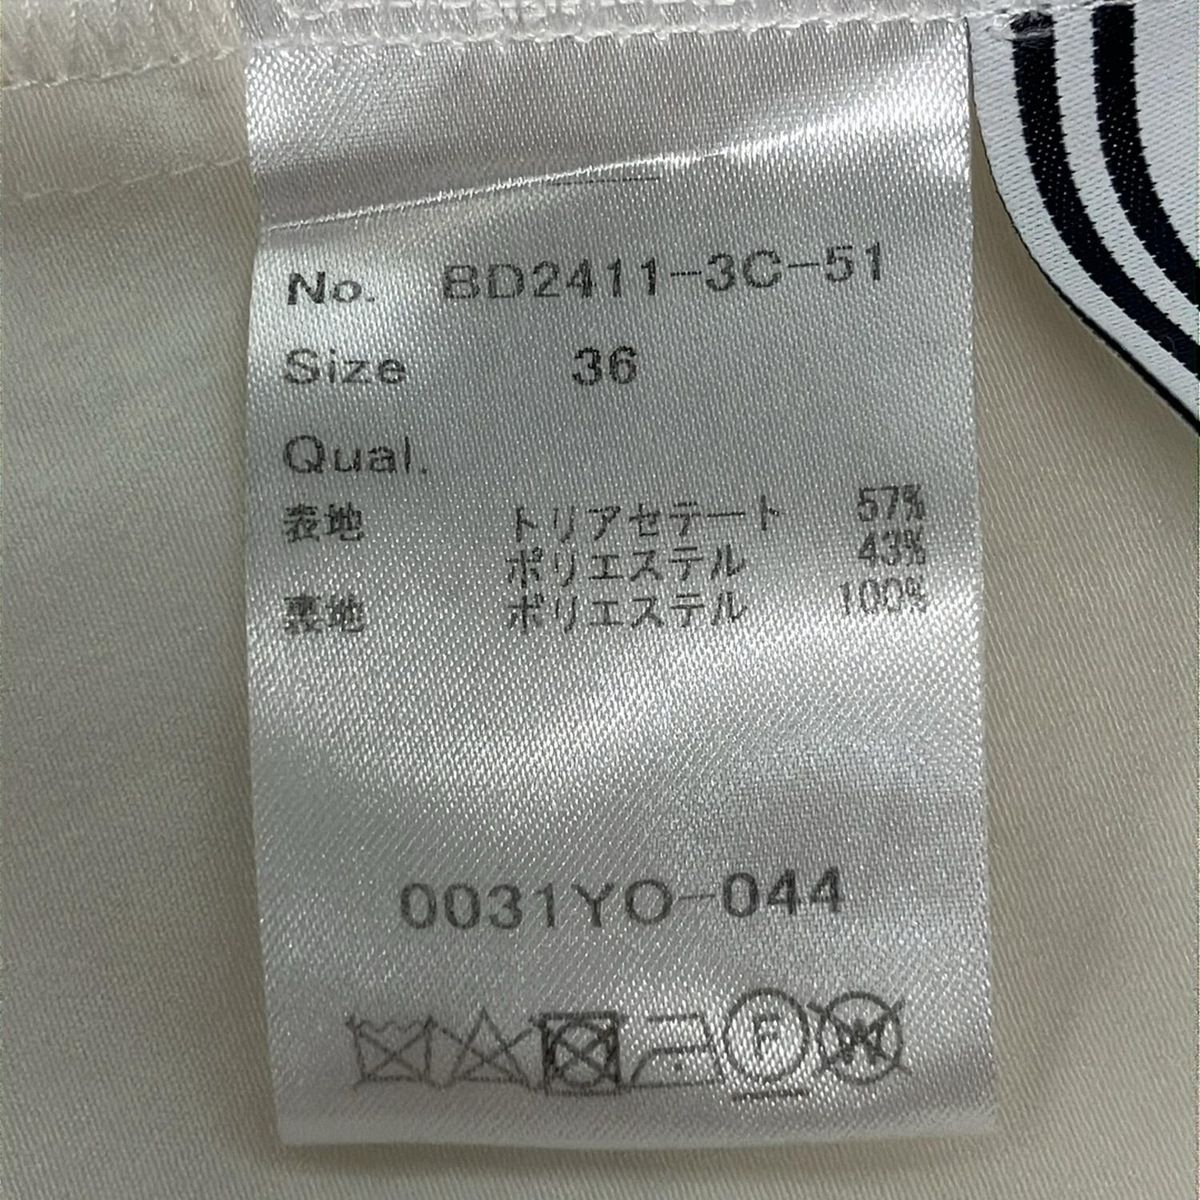 No. BD2411-3C-51
Size 36
Qual.
表地 トリアセテート 57%
ポリエステル 43%
裏地 ポリエステル 100%
0031YO-044
F
W